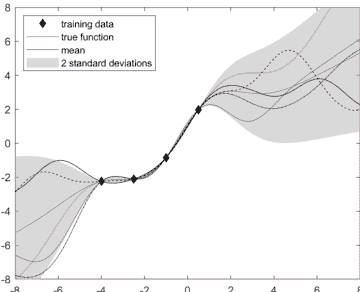 training data
true function
mean
2 standard deviations
8
6
4
2
0
-2
-4
-6
-8
-8 -6 -4 -2 0 2 4 6 8